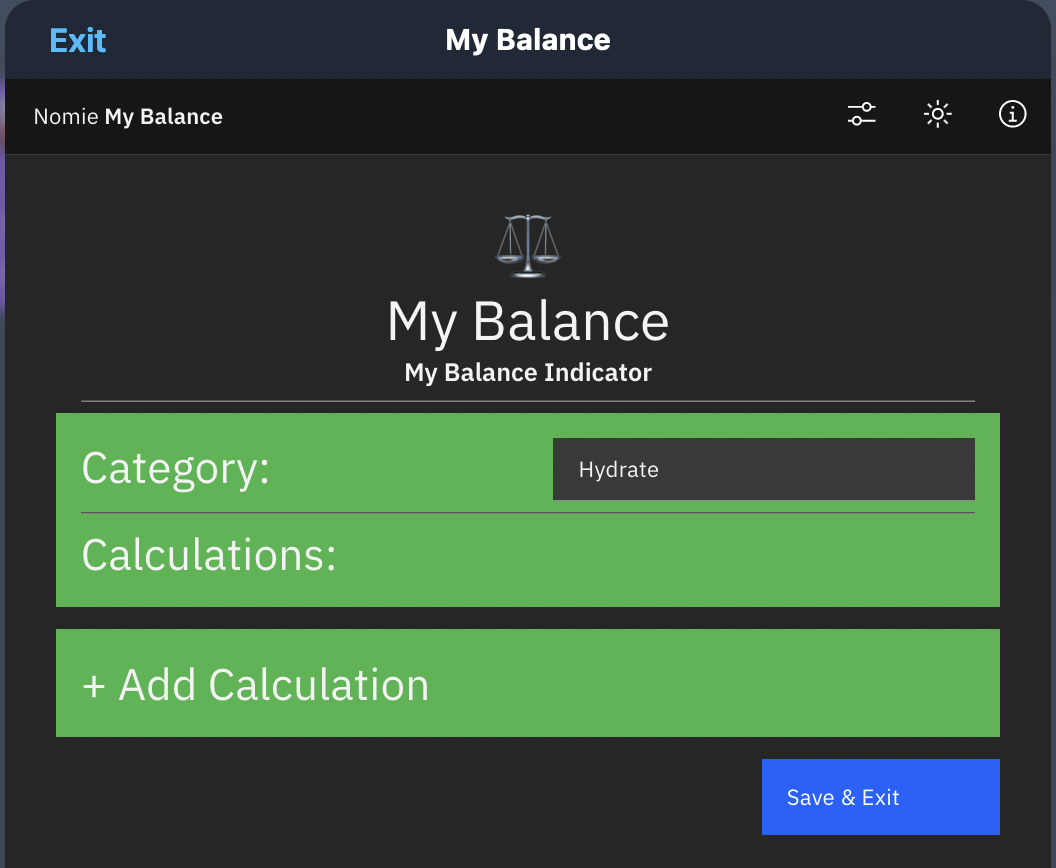 Exit
My Balance
Nomie My Balance
My Balance
My Balance Indicator
Category:
Hydrate
Calculations:
+ Add Calculation
Save & Exit